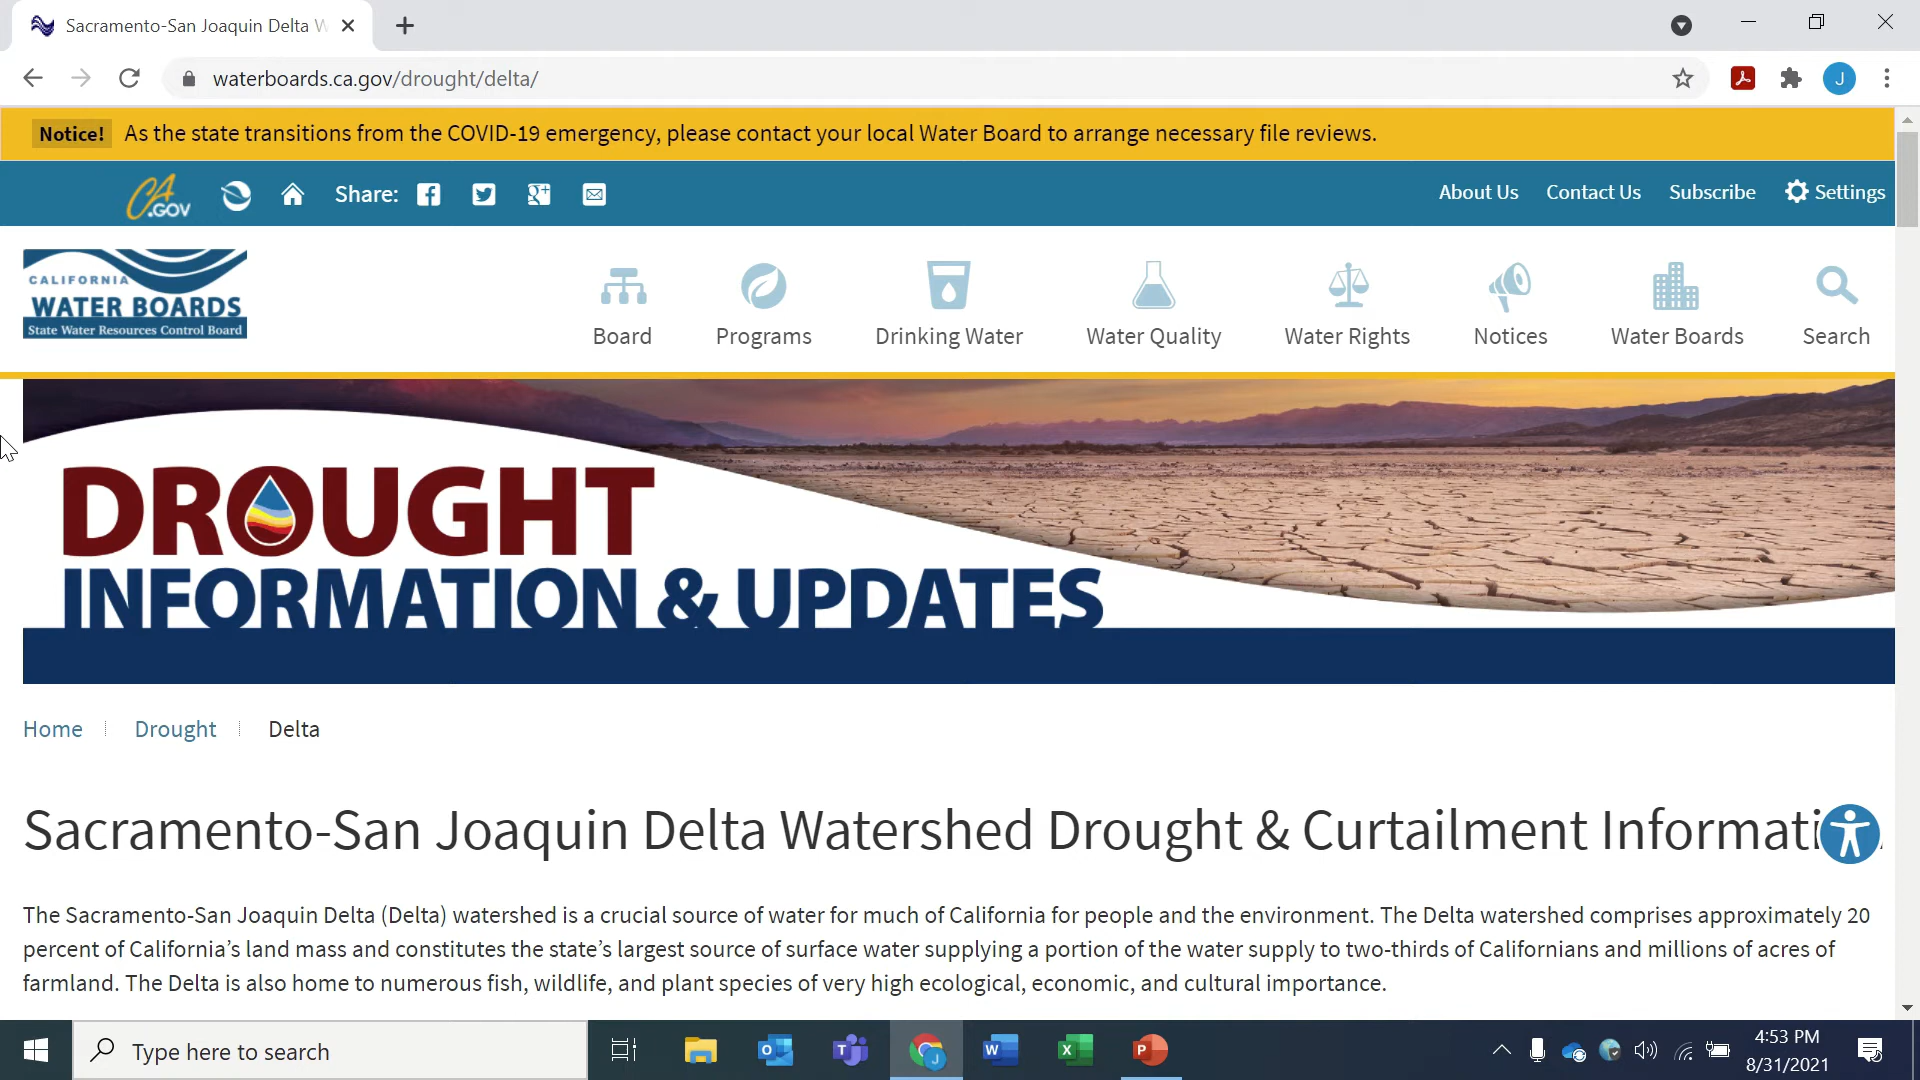 Sacramento-San Joaquin Delta W
waterboards.ca.gov/drought/delta/
J
Notice! As the state transitions from the COVID-19 emergency, please contact your local Water Board to arrange necessary file reviews.
CA.GOV
Share:
About Us
Contact Us
Subscribe
Settings
CALIFORNIA
WATER BOARDS
State Water Resources Control Board
Board
Programs
Drinking Water
Water Quality
Water Rights
Notices
Water Boards
Search
DROUGHT
INFORMATION & UPDATES
Home
Drought
Delta
Sacramento-San Joaquin Delta Watershed Drought & Curtailment Informati
The Sacramento-San Joaquin Delta (Delta) watershed is a crucial source of water for much of California for people and the environment. The Delta watershed comprises approximately 20
percent of California’s land mass and constitutes the state’s largest source of surface water supplying a portion of the water supply to two-thirds of Californians and millions of acres of
farmland. The Delta is also home to numerous fish, wildlife, and plant species of very high ecological, economic, and cultural importance.
Type here to search
4:53 PM
8/31/2021